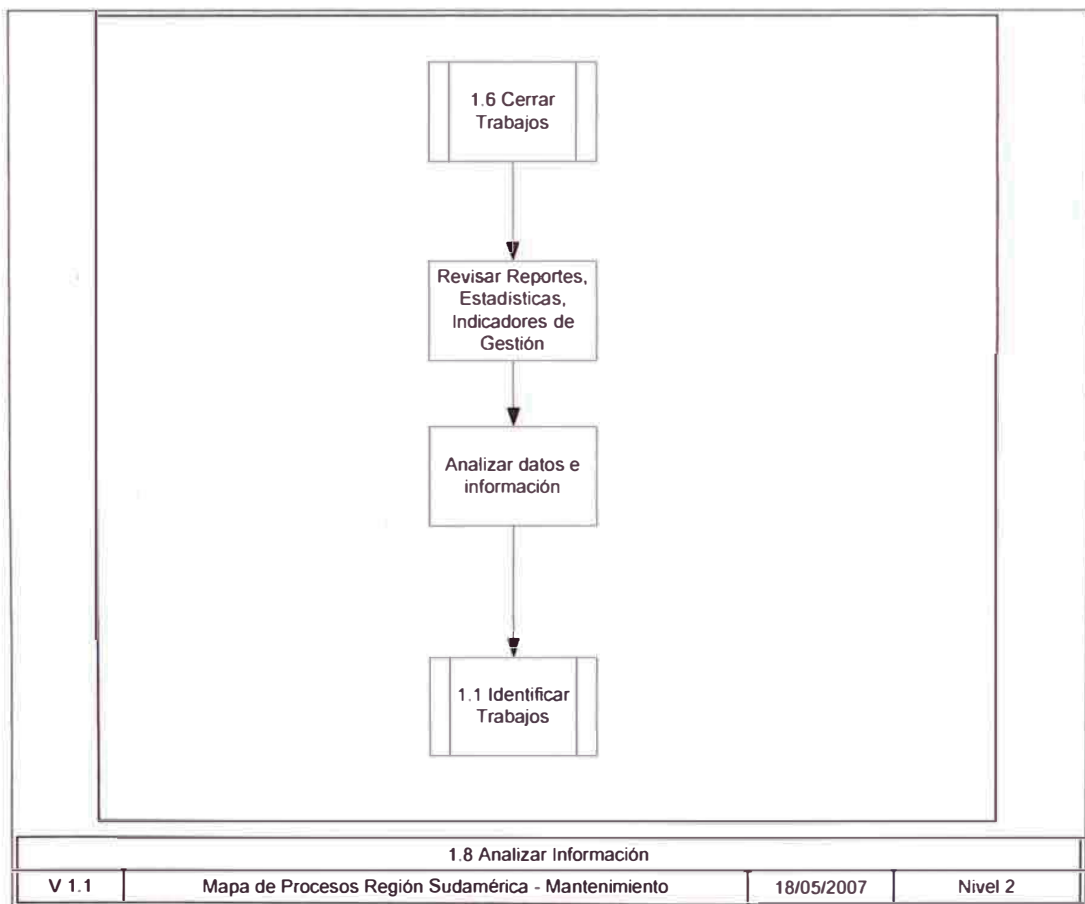 1.6 Cerrar
Trabajos
Revisar Reportes,
Estadísticas,
Indicadores de
Gestión
Analizar datos e
información
1.1 Identificar
Trabajos
1.8 Analizar Información
V 1.1 Mapa de Procesos Región Sudamérica - Mantenimiento 18/05/2007 Nivel 2